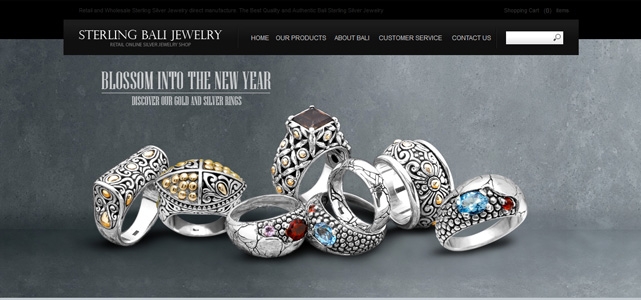 Retail and Wholesale Sterling Silver Jewelry direct manufacture. The Best Quality and Authentic Bali Sterling Silver Jewelry
Shopping Cart (0) items
STERLING BALI JEWELRY
RETAIL ONLINE SILVER JEWELRY SHOP
HOME OUR PRODUCTS ABOUT BALI CUSTOMER SERVICE CONTACT US
BLOSSOM INTO THE NEW YEAR
DISCOVER OUR GOLD AND SILVER RINGS